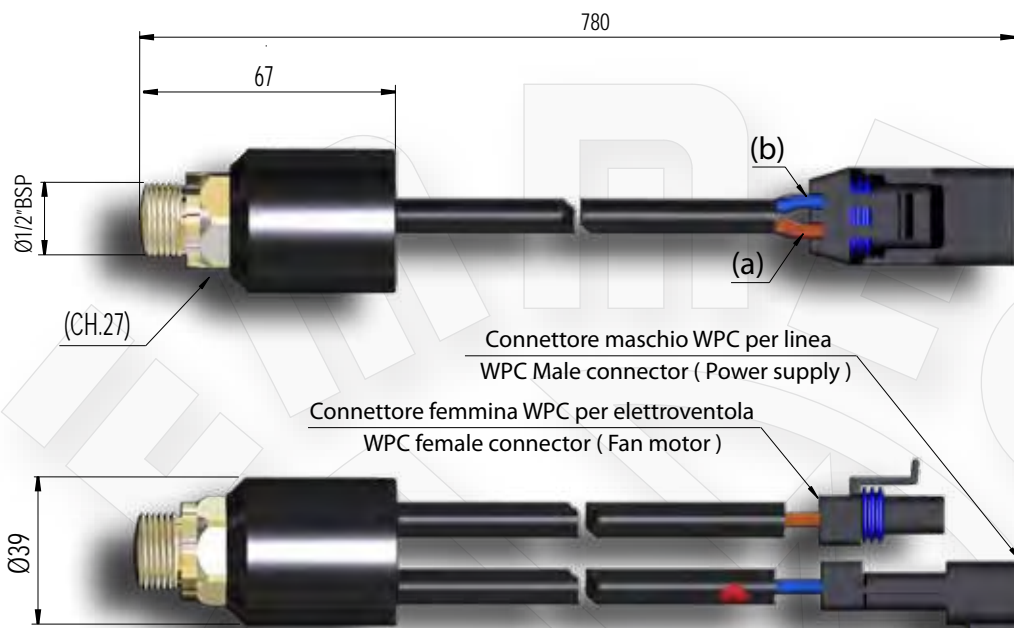 780
67
Ø1/2"BSP
(b)
(a)
(CH.27)
Connettore maschio WPC per linea
WPC Male connector ( Power supply )
Connettore femmina WPC per elettroventola
WPC female connector ( Fan motor )
Ø39